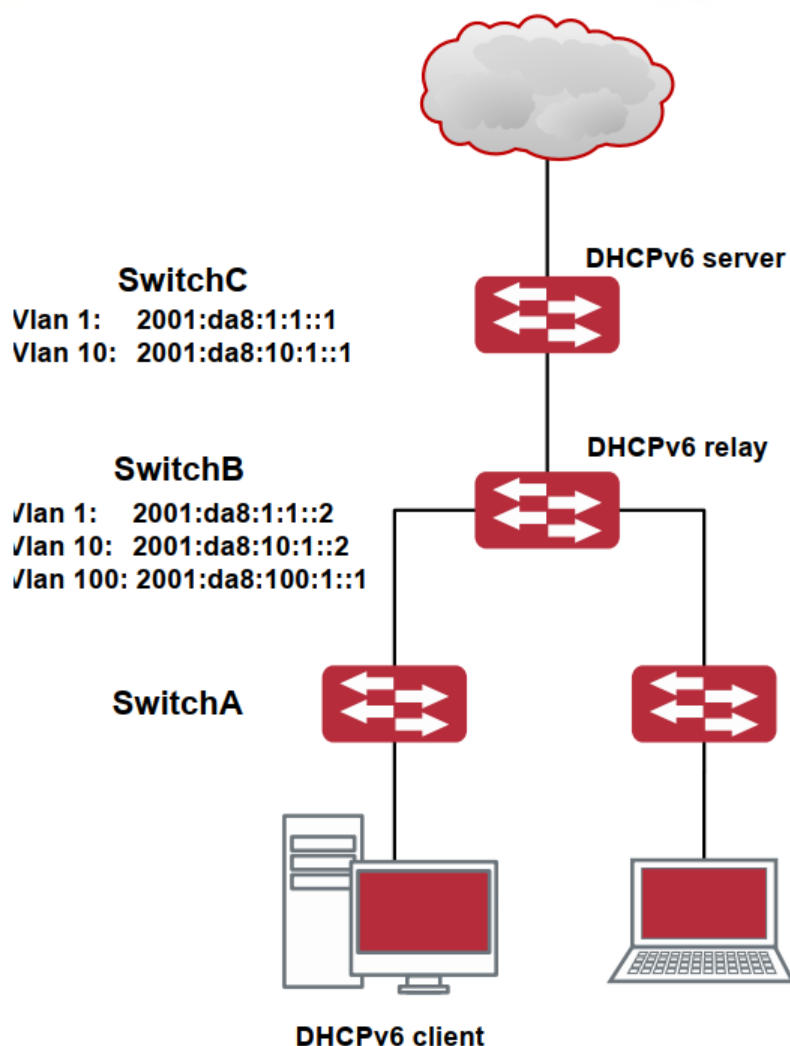 DHCPv6 server
SwitchC
Vlan 1: 2001:da8:1:1::1
Vlan 10: 2001:da8:10:1::1
DHCPv6 relay
SwitchB
Vlan 1: 2001:da8:1:1::2
Vlan 10: 2001:da8:10:1::2
Vlan 100: 2001:da8:100:1::1
SwitchA
DHCPv6 client